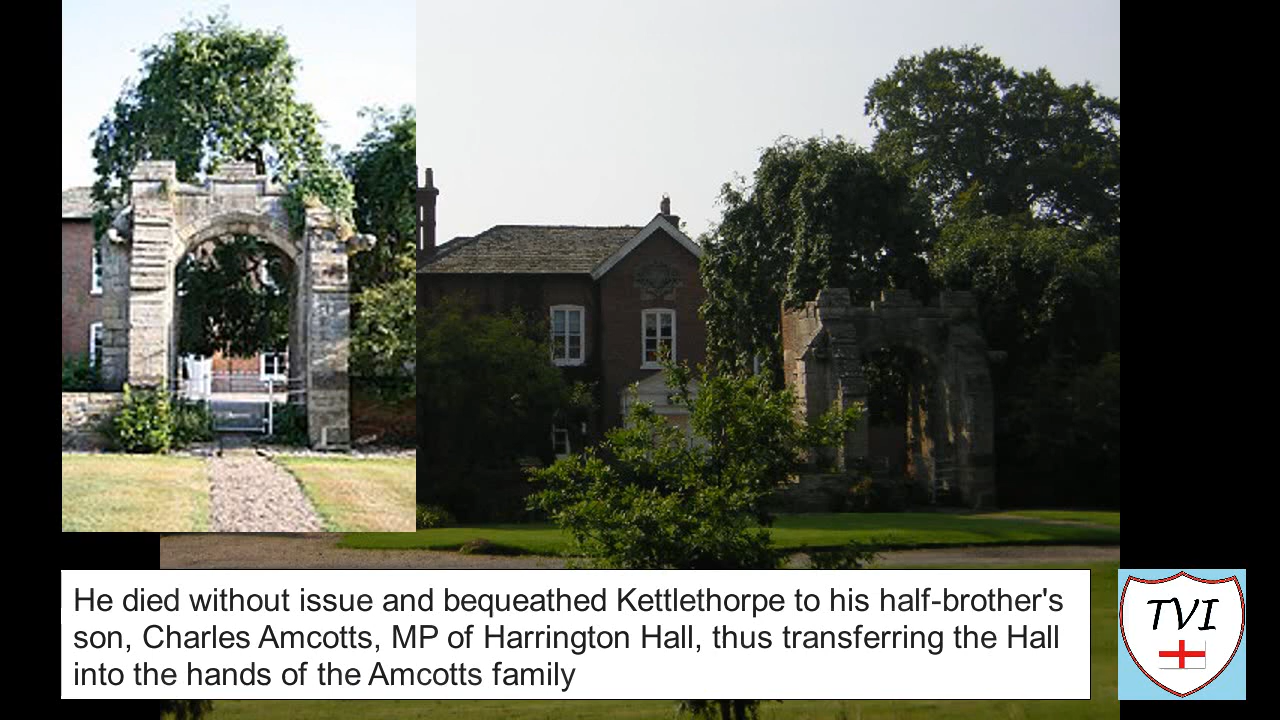 He died without issue and bequeathed Kettlethorpe to his half-brother's
son, Charles Amcotts, MP of Harrington Hall, thus transferring the Hall
into the hands of the Amcotts family
TVI